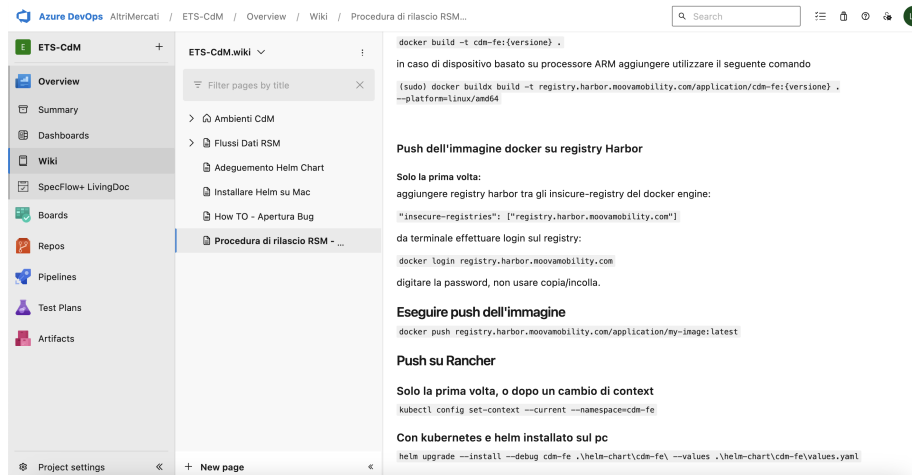 Azure DevOps AltriMercati / ETS-CdM / Overview / Wiki / Procedura di rilascio RSM...
Search
E ETS-CdM +
Overview
Summary
Dashboards
Wiki
SpecFlow+ LivingDoc
Boards
Repos
Pipelines
Test Plans
Artifacts
Project settings
ETS-CdM.wiki
Filter pages by title
Ambienti CdM
Flussi Dati RSM
Adeguemento Helm Chart
Installare Helm su Mac
How TO - Apertura Bug
Procedura di rilascio RSM - ...
+ New page
docker build -t cdm-fe:{versione} .
in caso di dispositivo basato su processore ARM aggiungere utilizzare il seguente comando
(sudo) docker buildx build -t registry.harbor.moovamobility.com/application/cdm-fe:{versione} .
--platform=linux/amd64
Push dell'immagine docker su registry Harbor
Solo la prima volta:
aggiungere registry harbor tra gli insicure-registry del docker engine:
"insecure-registries": ["registry.harbor.moovamobility.com"]
da terminale effettuare login sul registry:
docker login registry.harbor.moovamobility.com
digitare la password, non usare copia/incolla.
Eseguire push dell'immagine
docker push registry.harbor.moovamobility.com/application/my-image:latest
Push su Rancher
Solo la prima volta, o dopo un cambio di context
kubectl config set-context --current --namespace=cdm-fe
Con kubernetes e helm installato sul pc
helm upgrade --install --debug cdm-fe .\helm-chart\cdm-fe\ --values .\helm-chart\cdm-fe\values.yaml